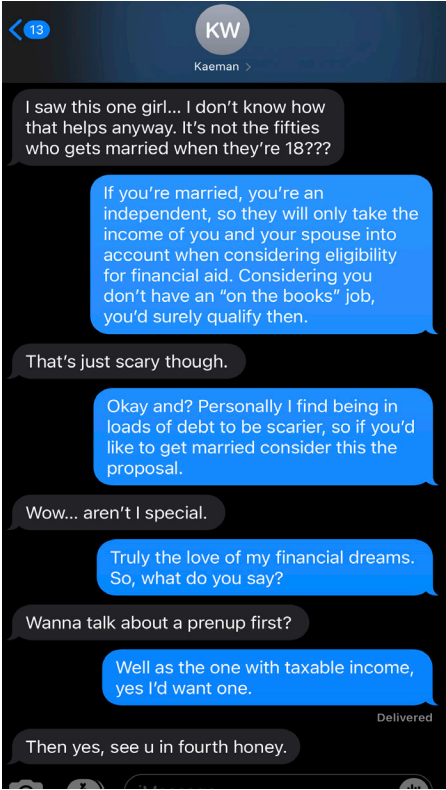 13
KW
Kaeman >
I saw this one girl... I don't know how
that helps anyway. It's not the fifties
who gets married when they're 18???
If you're married, you're an
independent, so they will only take the
income of you and your spouse into
account when considering eligibility
for financial aid. Considering you
don't have an “on the books” job,
you'd surely qualify then.
That's just scary though.
Okay and? Personally I find being in
loads of debt to be scarier, so if you'd
like to get married consider this the
proposal.
Wow... aren't I special.
Truly the love of my financial dreams.
So, what do you say?
Wanna talk about a prenup first?
Well as the one with taxable income,
yes I'd want one.
Delivered
Then yes, see u in fourth honey.